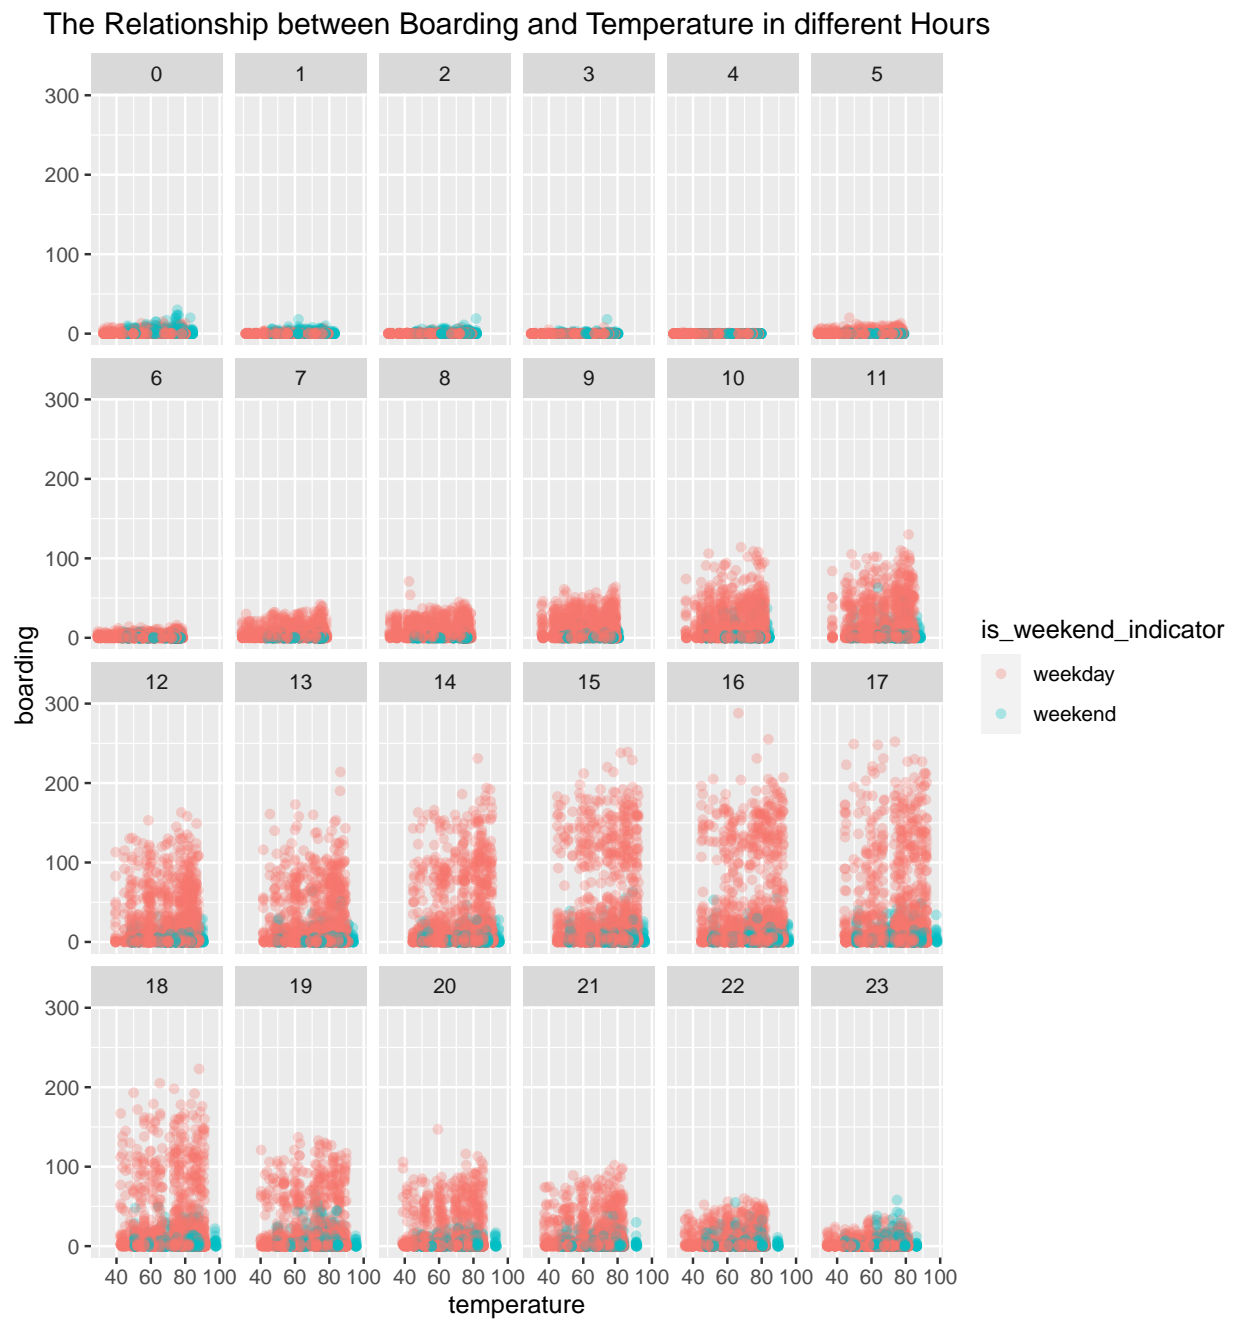 The Relationship between Boarding and Temperature in different Hours
0 1 2 3 4 5
300
200
100
0
6 7 8 9 10 11
300
200
100
0
boarding
is_weekend_indicator
weekday
weekend
12 13 14 15 16 17
300
200
100
0
18 19 20 21 22 23
300
200
100
0
40 60 80 100 40 60 80 100 40 60 80 100 40 60 80 100 40 60 80 100 40 60 80 100
temperature